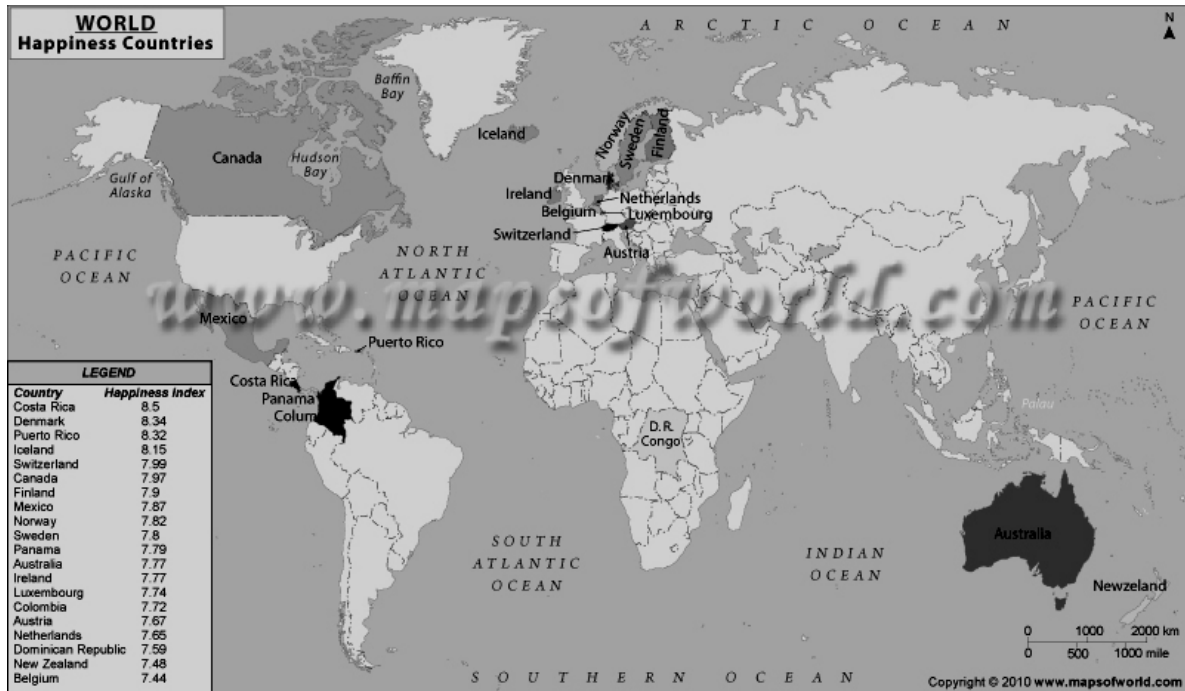 WORLD
Happiness Countries
ARCTIC OCEAN
N
Baffin
Bay
Iceland
Norway
Sweden
Finland
Canada
Hudson
Bay
Gulf of
Alaska
Denmark
Ireland
Netherlands
Belgium
Luxembourg
Switzerland
Austria
PACIFIC
OCEAN
NORTH
ATLANTIC
OCEAN
www.mapsofworld.com
PACIFIC
OCEAN
Mexico
Puerto Rico
Costa Rica
Panama
Colum
D.R.
Congo
Palau
SOUTH
ATLANTIC
OCEAN
INDIAN
OCEAN
Australia
Newzeland
LEGEND
Country Happiness Index
Costa Rica 8.5
Denmark 8.34
Puerto Rico 8.32
Iceland 8.15
Switzerland 7.99
Canada 7.97
Finland 7.9
Mexico 7.87
Norway 7.82
Sweden 7.8
Panama 7.79
Australia 7.77
Ireland 7.77
Luxembourg 7.74
Colombia 7.72
Austria 7.67
Netherlands 7.65
Dominican Republic 7.59
New Zealand 7.48
Belgium 7.44
0 1000 2000 km
0 500 1000 mile
SOUTHERN OCEAN
Copyright © 2010 www.mapsofworld.com